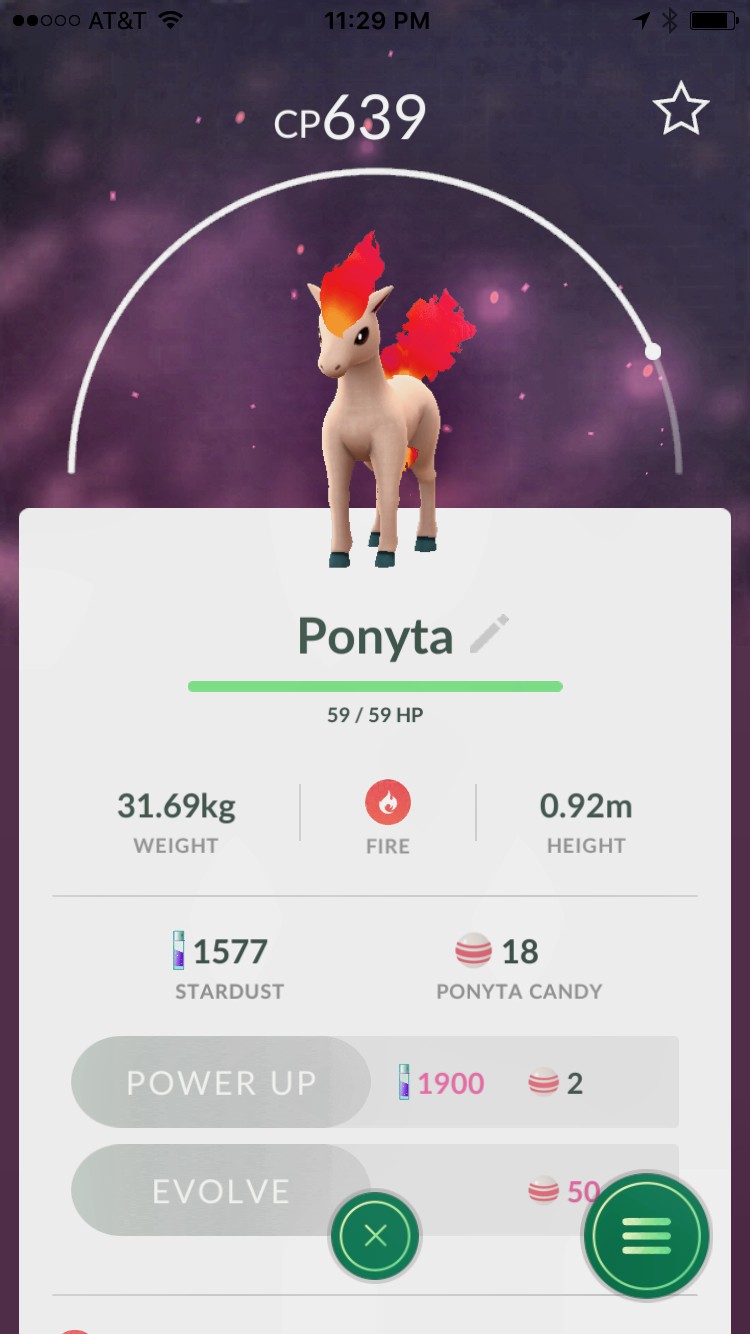 AT&T 11:29 PM
CP639
Ponyta
59 / 59 HP
31.69kg
WEIGHT
FIRE
0.92m
HEIGHT
1577
STARDUST
18
PONYTA CANDY
POWER UP 1900 2
EVOLVE 50